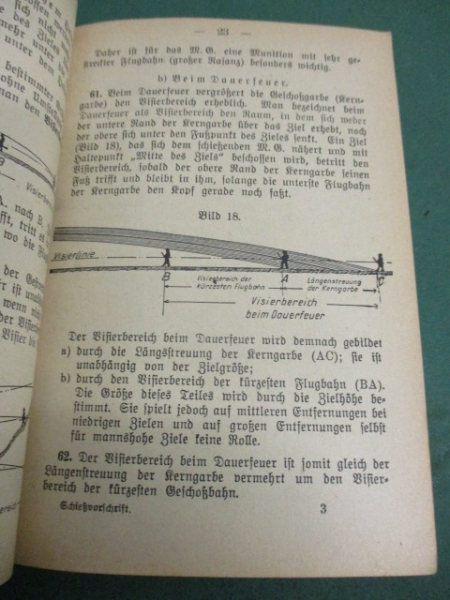 — 23 —
Daher ist für das M. G. eine Munition mit sehr ge-
streckter Flugbahn (großer Rasanz) besonders wichtig.
b) Beim Dauerfeuer.
61. Beim Dauerfeuer vergrößert die Geschoßgarbe (Kern-
garbe) den Visierbereich erheblich. Man bezeichnet beim
Dauerfeuer als Visierbereich den Raum, in dem sich weder
der untere Rand der Kerngarbe über das Ziel erhebt, noch
der obere sich unter den Fußpunkt des Zieles senkt. Ein Ziel
(Bild 18), das sich dem schießenden M. G. nähert und mit
Haltepunkt „Mitte des Ziels" beschossen wird, betritt den
Visierbereich, sobald der obere Rand der Kerngarbe seinen
Fuß trifft und bleibt in ihm, solange die unterste Flugbahn
der Kerngarbe den Kopf gerade noch faßt.
Bild 18.
Visierlinie
B
A
Visierbereich der
kürzesten Flugbahn
Längenstreuung
der Kerngarbe
Visierbereich
beim Dauerfeuer
Der Visierbereich beim Dauerfeuer wird demnach gebildet
a) durch die Längsstreuung der Kerngarbe (AC); sie ist
unabhängig von der Zielgröße;
b) durch den Visierbereich der kürzesten Flugbahn (BA).
Die Größe dieses Teiles wird durch die Zielhöhe be-
stimmt. Sie spielt jedoch auf mittleren Entfernungen bei
niedrigen Zielen und auf großen Entfernungen selbst
für mannshohe Ziele keine Rolle.
62. Der Visierbereich beim Dauerfeuer ist somit gleich der
Längenstreuung der Kerngarbe vermehrt um den Visier-
bereich der kürzesten Geschoßbahn.
Schießvorschrift.
3